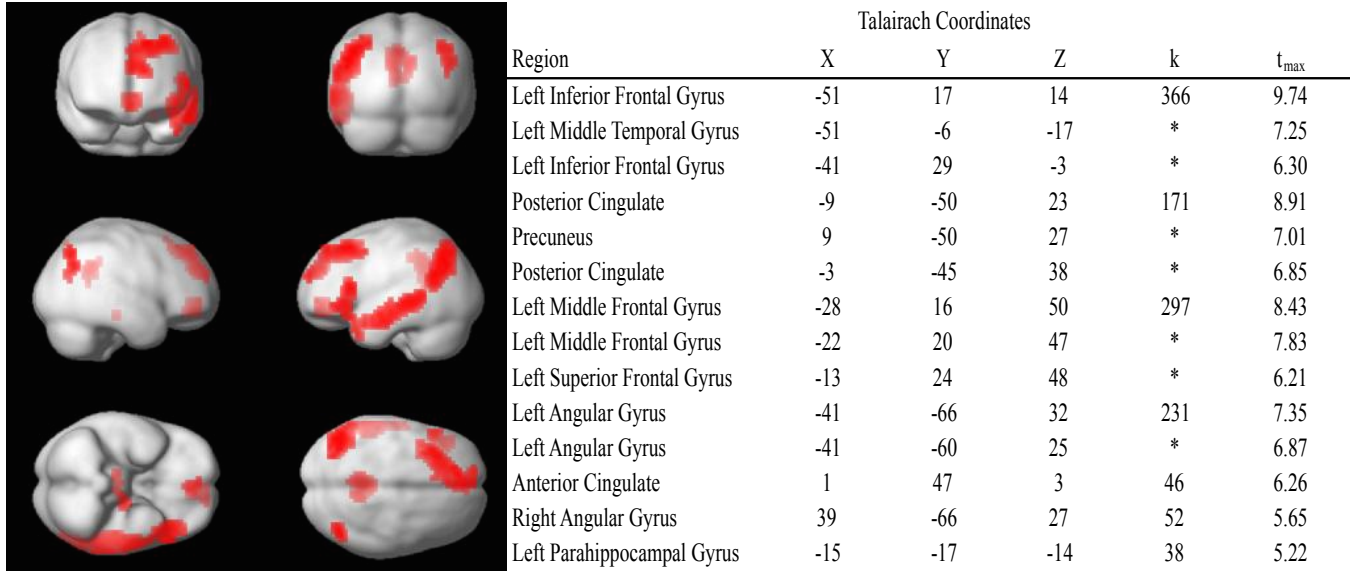 Talairach Coordinates
Region X Y Z k tmax
Left Inferior Frontal Gyrus -51 17 14 366 9.74
Left Middle Temporal Gyrus -51 -6 -17 * 7.25
Left Inferior Frontal Gyrus -41 29 -3 * 6.30
Posterior Cingulate -9 -50 23 171 8.91
Precuneus 9 -50 27 * 7.01
Posterior Cingulate -3 -45 38 * 6.85
Left Middle Frontal Gyrus -28 16 50 297 8.43
Left Middle Frontal Gyrus -22 20 47 * 7.83
Left Superior Frontal Gyrus -13 24 48 * 6.21
Left Angular Gyrus -41 -66 32 231 7.35
Left Angular Gyrus -41 -60 25 * 6.87
Anterior Cingulate 1 47 3 46 6.26
Right Angular Gyrus 39 -66 27 52 5.65
Left Parahippocampal Gyrus -15 -17 -14 38 5.22